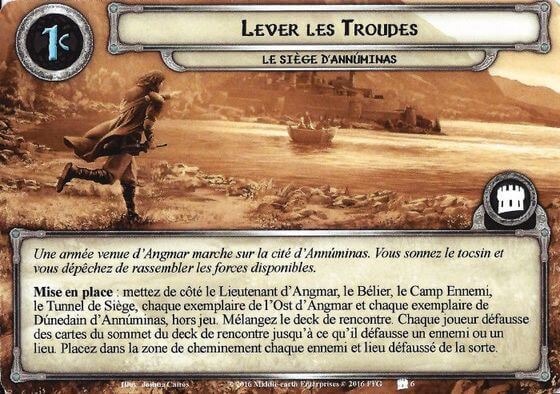 1C
LEVER LES TROUPES
LE SIÈGE D'ANNÚMINAS
Une armée venue d'Angmar marche sur la cité d'Annúminas. Vous sonnez le tocsin et
vous dépêchez de rassembler les forces disponibles.
Mise en place : mettez de côté le Lieutenant d'Angmar, le Bélier, le Camp Ennemi,
le Tunnel de Siège, chaque exemplaire de l'Ost d'Angmar et chaque exemplaire de
Dúnedain d'Annúminas, hors jeu. Mélangez le deck de rencontre. Chaque joueur défausse
des cartes du sommet du deck de rencontre jusqu'à ce qu'il défausse un ennemi ou un
lieu. Placez dans la zone de cheminement chaque ennemi et lieu défaussé de la sorte.
Illus. Joshua Cairós © 2016 Middle-earth Enterprises © 2016 FFG 6